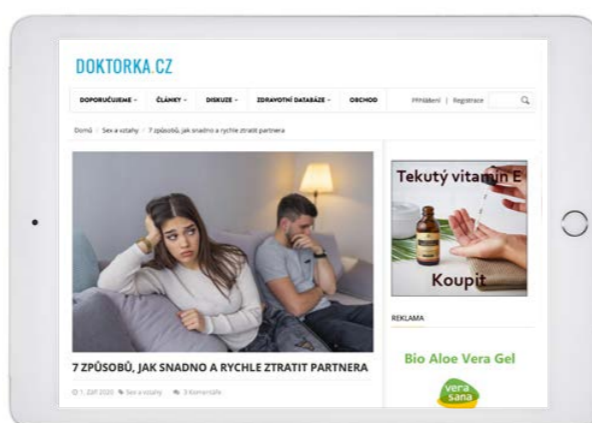 DOKTORKA.CZ
DOPORUČUJEME
ČLÁNKY
DISKUZE
ZDRAVOTNÍ DATABÁZE
OBCHOD
Přihlášení | Registrace
Domů / Sex a vztahy / 7 způsobů, jak snadno a rychle ztratit partnera
Tekutý vitamín E
Koupit
REKLAMA
7 ZPŮSOBŮ, JAK SNADNO A RYCHLE ZTRATIT PARTNERA
1. Září 2020 Sex a vztahy 3 Komentáře
Bio Aloe Vera Gel
vera
sana